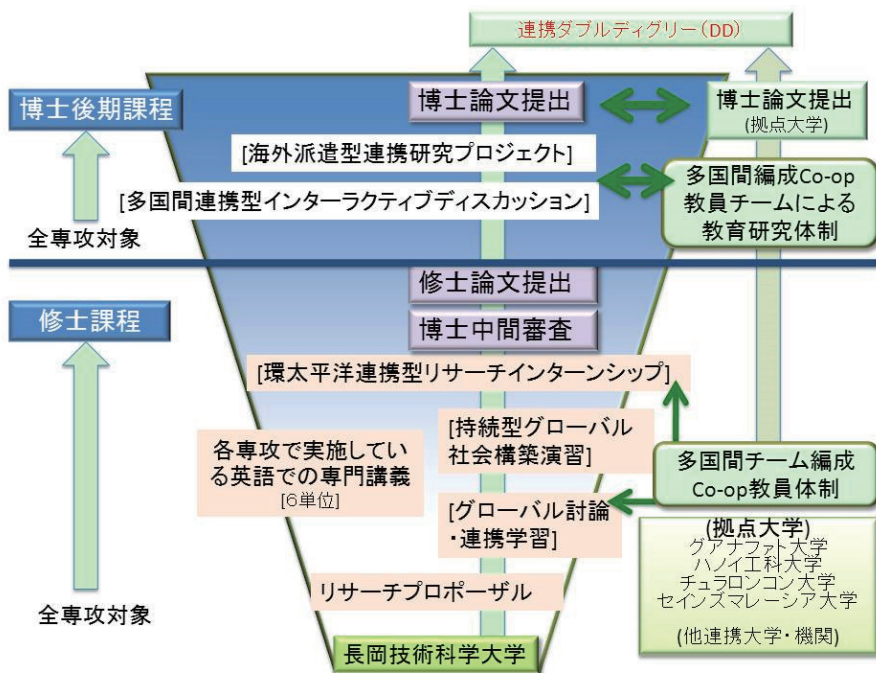 連携ダブルディグリー(DD)
博士後期課程
博士論文提出
博士論文提出
(拠点大学)
[海外派遣型連携研究プロジェクト]
[多国間連携型インターラクティブディスカッション]
多国間編成Co-op
教員チームによる
教育研究体制
全専攻対象
修士論文提出
修士課程
博士中間審査
[環太平洋連携型リサーチインターンシップ]
各専攻で実施してい
る英語での専門講義
[6単位]
[持続型グローバル
社会構築演習]
多国間チーム編成
Co-op教員体制
[グローバル討論
・連携学習]
(拠点大学)
グアナファト大学
ハノイ工科大学
チュラロンコン大学
セインズマレーシア大学
(他連携大学・機関)
リサーチプロポーザル
全専攻対象
長岡技術科学大学